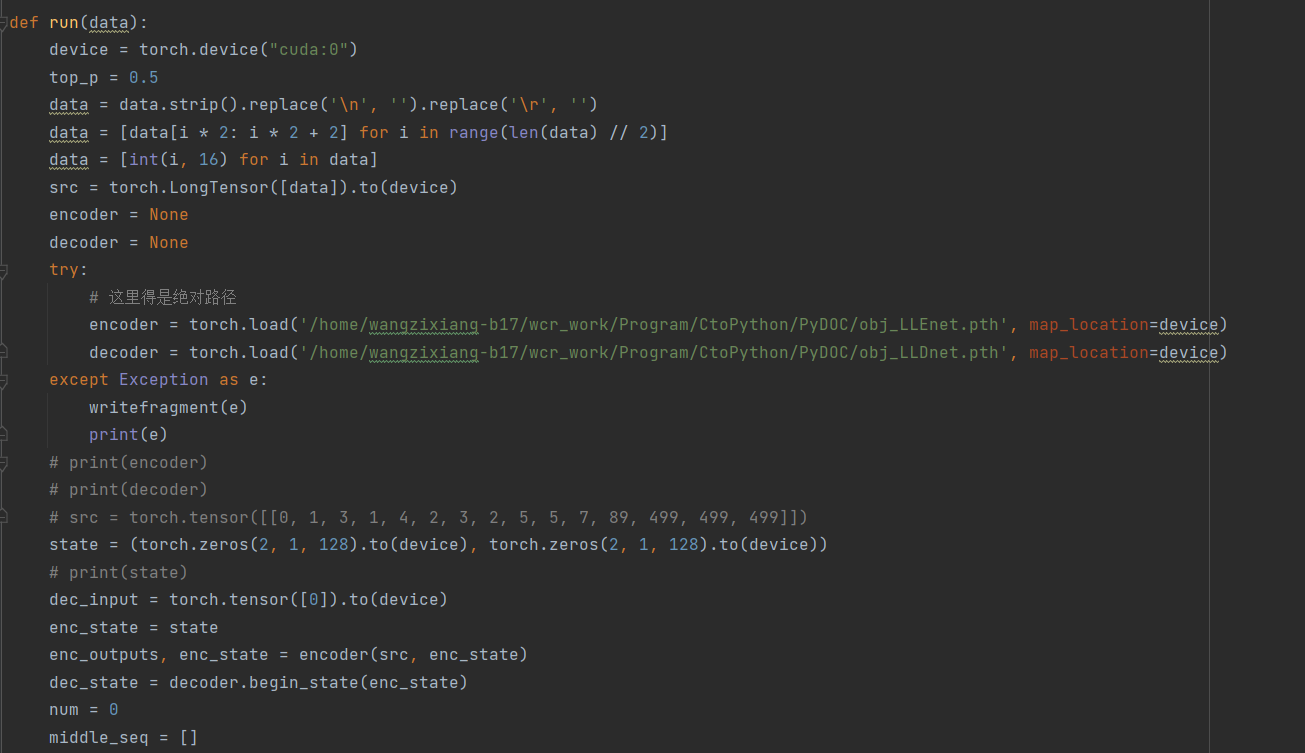 def run(data):
    device = torch.device("cuda:0")
    top_p = 0.5
    data = data.strip().replace('\n', '').replace('\r', '')
    data = [data[i * 2: i * 2 + 2] for i in range(len(data) // 2)]
    data = [int(i, 16) for i in data]
    src = torch.LongTensor([data]).to(device)
    encoder = None
    decoder = None
    try:
        # 这里得是绝对路径
        encoder = torch.load('/home/wangzixiang-b17/wcr_work/Program/CtoPython/PyDOC/obj_LLEnet.pth', map_location=device)
        decoder = torch.load('/home/wangzixiang-b17/wcr_work/Program/CtoPython/PyDOC/obj_LLDnet.pth', map_location=device)
    except Exception as e:
        writefragment(e)
        print(e)
    # print(encoder)
    # print(decoder)
    # src = torch.tensor([[0, 1, 3, 1, 4, 2, 3, 2, 5, 5, 7, 89, 499, 499, 499]])
    state = (torch.zeros(2, 1, 128).to(device), torch.zeros(2, 1, 128).to(device))
    # print(state)
    dec_input = torch.tensor([0]).to(device)
    enc_state = state
    enc_outputs, enc_state = encoder(src, enc_state)
    dec_state = decoder.begin_state(enc_state)
    num = 0
    middle_seq = []